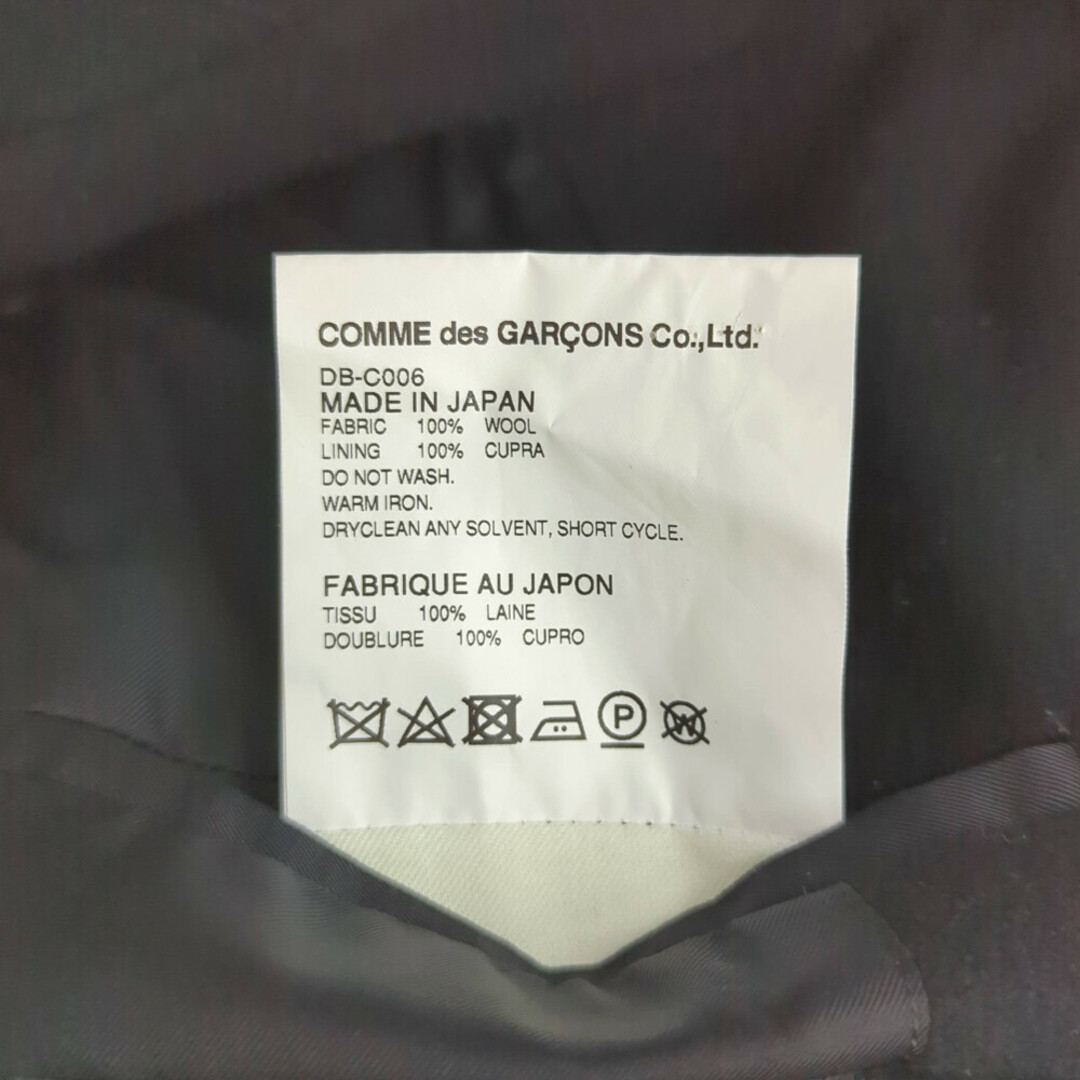 COMME des GARÇONS Co.,Ltd.
DB-C006
MADE IN JAPAN
FABRIC 100% WOOL
LINING 100% CUPRA
DO NOT WASH.
WARM IRON.
DRYCLEAN ANY SOLVENT, SHORT CYCLE.
FABRIQUE AU JAPON
TISSU 100% LAINE
DOUBLURE 100% CUPRO
P W